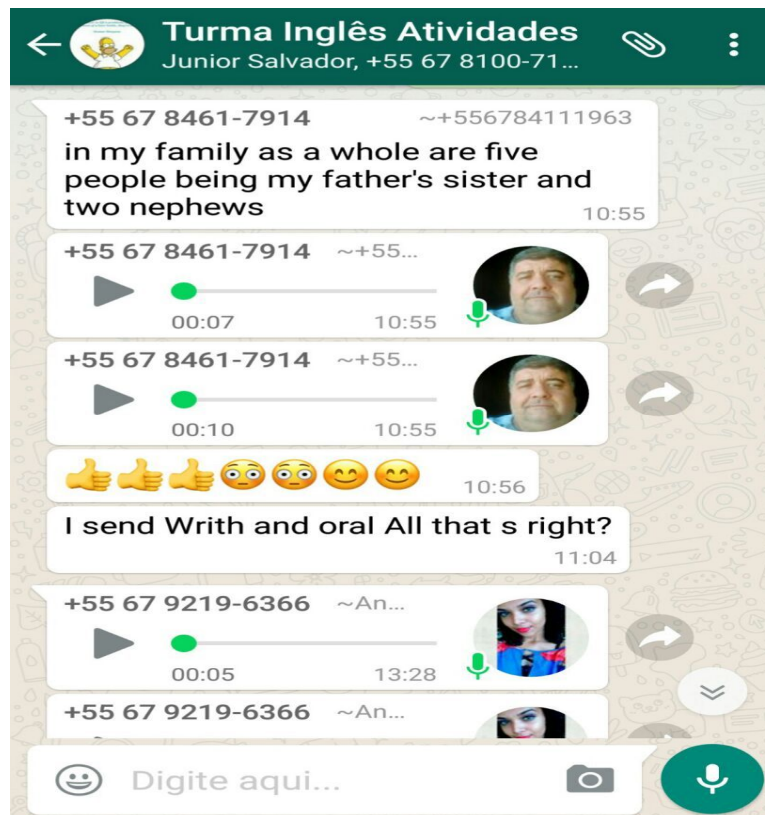 Turma Inglês Atividades
Junior Salvador, +55 67 8100-71...
+55 67 8461-7914 ~+556784111963
in my family as a whole are five
people being my father's sister and
two nephews
10:55
+55 67 8461-7914 ~+55...
00:07 10:55
+55 67 8461-7914 ~+55...
00:10 10:55
10:56
I send Writh and oral All that s right?
11:04
+55 67 9219-6366 ~An...
00:05 13:28
+55 67 9219-6366 ~An...
Digite aqui...